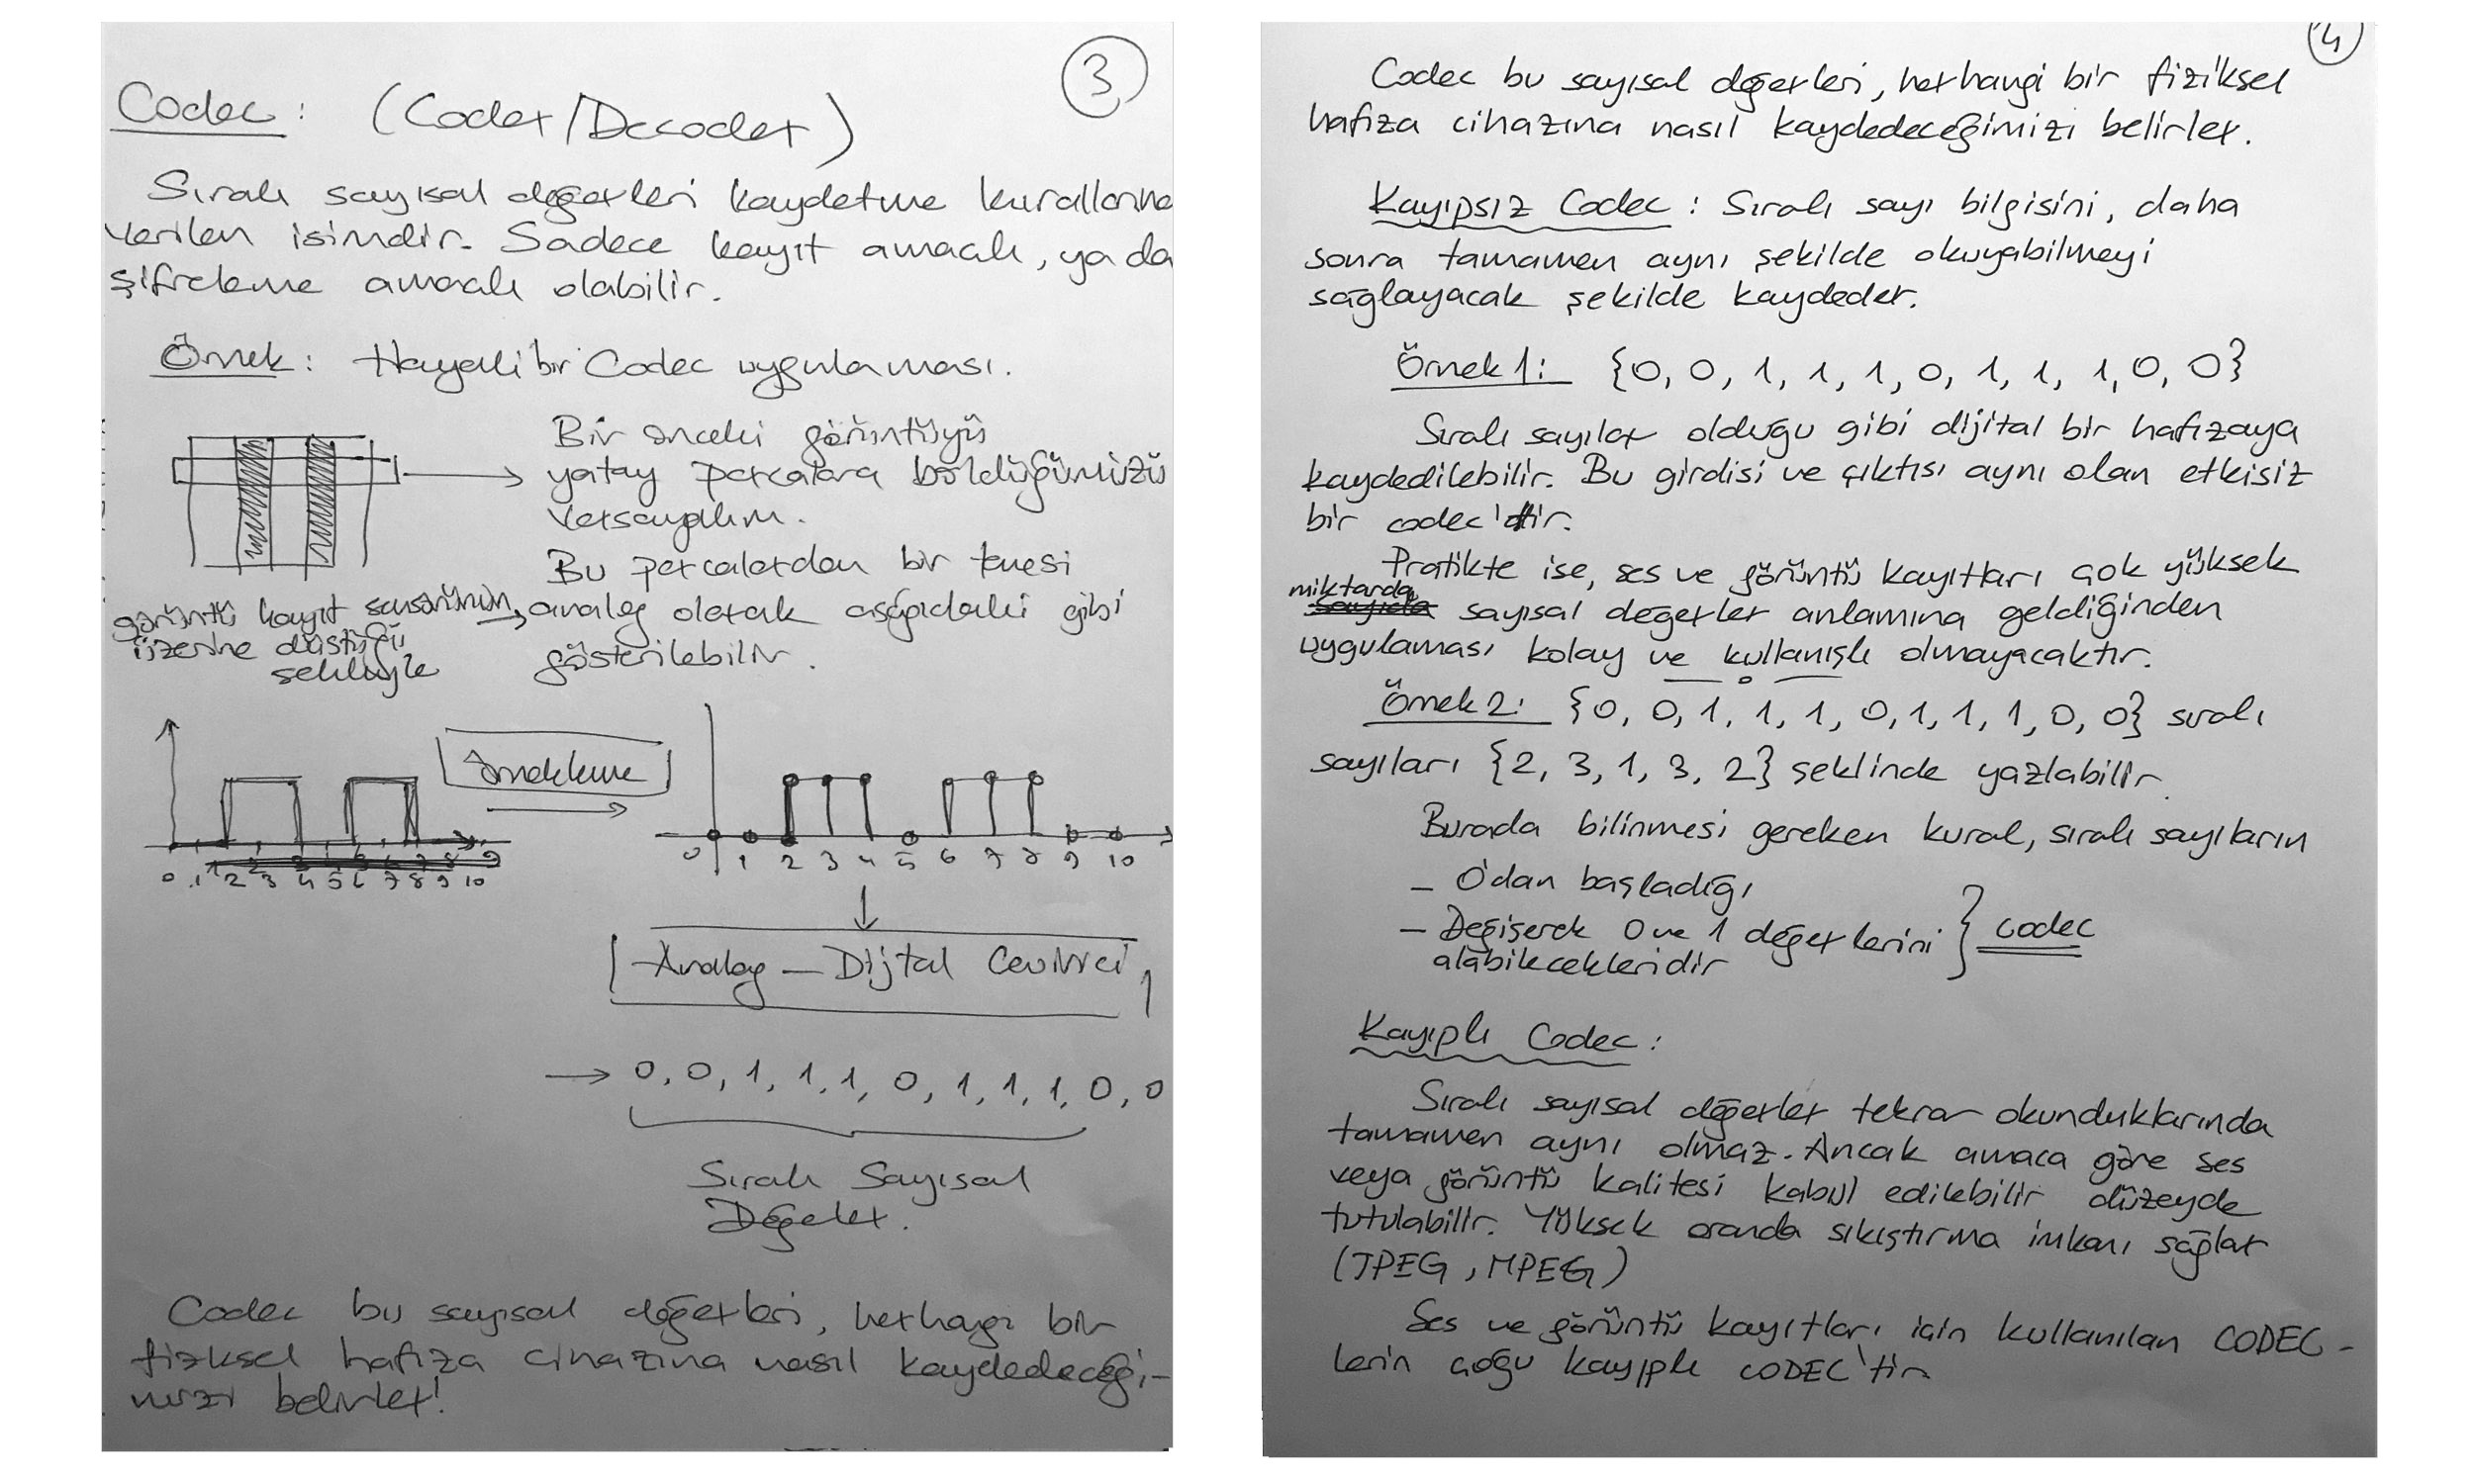 3
Codec : (Coder/Decoder)
Sıralı sayısal değerleri kaydetme kurallarına
verilen isimdir. Sadece kayıt amaçlı, ya da
şifreleme amaçlı olabilir.
Örnek : Hayali bir Codec uygulaması.
Bir önceki görüntüyü
yatay parçalara böldüğümüzü
varsayalım.
Bu parçalardan bir tanesi
analog olarak aşağıdaki gibi
gösterilebilir.
görüntü kayıt sensörünün
üzerine düştüğü
şekliyle
Örnekleme
0 1 2 3 4 5 6 7 8 9 10
0 1 2 3 4 5 6 7 8 9 10
Analog – Dijtal Çevirici
→ 0, 0, 1, 1, 1, 0, 1, 1, 1, 0, 0
Sıralı Sayısal
Değerler.
Codec bu sayısal değerleri, herhangi bir
fiziksel hafıza cihazına nasıl kaydedeceği-
mizi belirler!
4
Codec bu sayısal değerleri, herhangi bir fiziksel
hafıza cihazına nasıl kaydedeceğimizi belirler.
Kayıpsız Codec : Sıralı sayı bilgisini, daha
sonra tamamen aynı şekilde okuyabilmeyi
sağlayacak şekilde kaydeder.
Örnek 1: {0, 0, 1, 1, 1, 0, 1, 1, 1, 0, 0}
Sıralı sayılar olduğu gibi dijital bir hafızaya
kaydedilebilir. Bu girdisi ve çıktısı aynı olan etkisiz
bir codec'tir.
Pratikte ise, ses ve görüntü kayıtları çok yüksek
miktarda sayısal değerler anlamına geldiğinden
uygulaması kolay ve kullanışlı olmayacaktır.
Örnek 2: {0, 0, 1, 1, 1, 0, 1, 1, 1, 0, 0} sıralı
sayıları {2, 3, 1, 3, 2} şeklinde yazlabilir.
Burada bilinmesi gereken kural, sıralı sayıların
– 0'dan başladığı
– Değişerek 0 ve 1 değerlerini } codec
alabilecekleridir
Kayıplı Codec :
Sıralı sayısal değerler tekrar okunduklarında
tamamen aynı olmaz. Ancak amaca göre ses
veya görüntü kalitesi kabul edilebilir düzeyde
tutulabilir. Yüksek oranda sıkıştırma imkanı sağlar
(JPEG, MPEG)
Ses ve görüntü kayıtları için kullanılan CODEC-
lerin çoğu kayıplı CODEC'tir